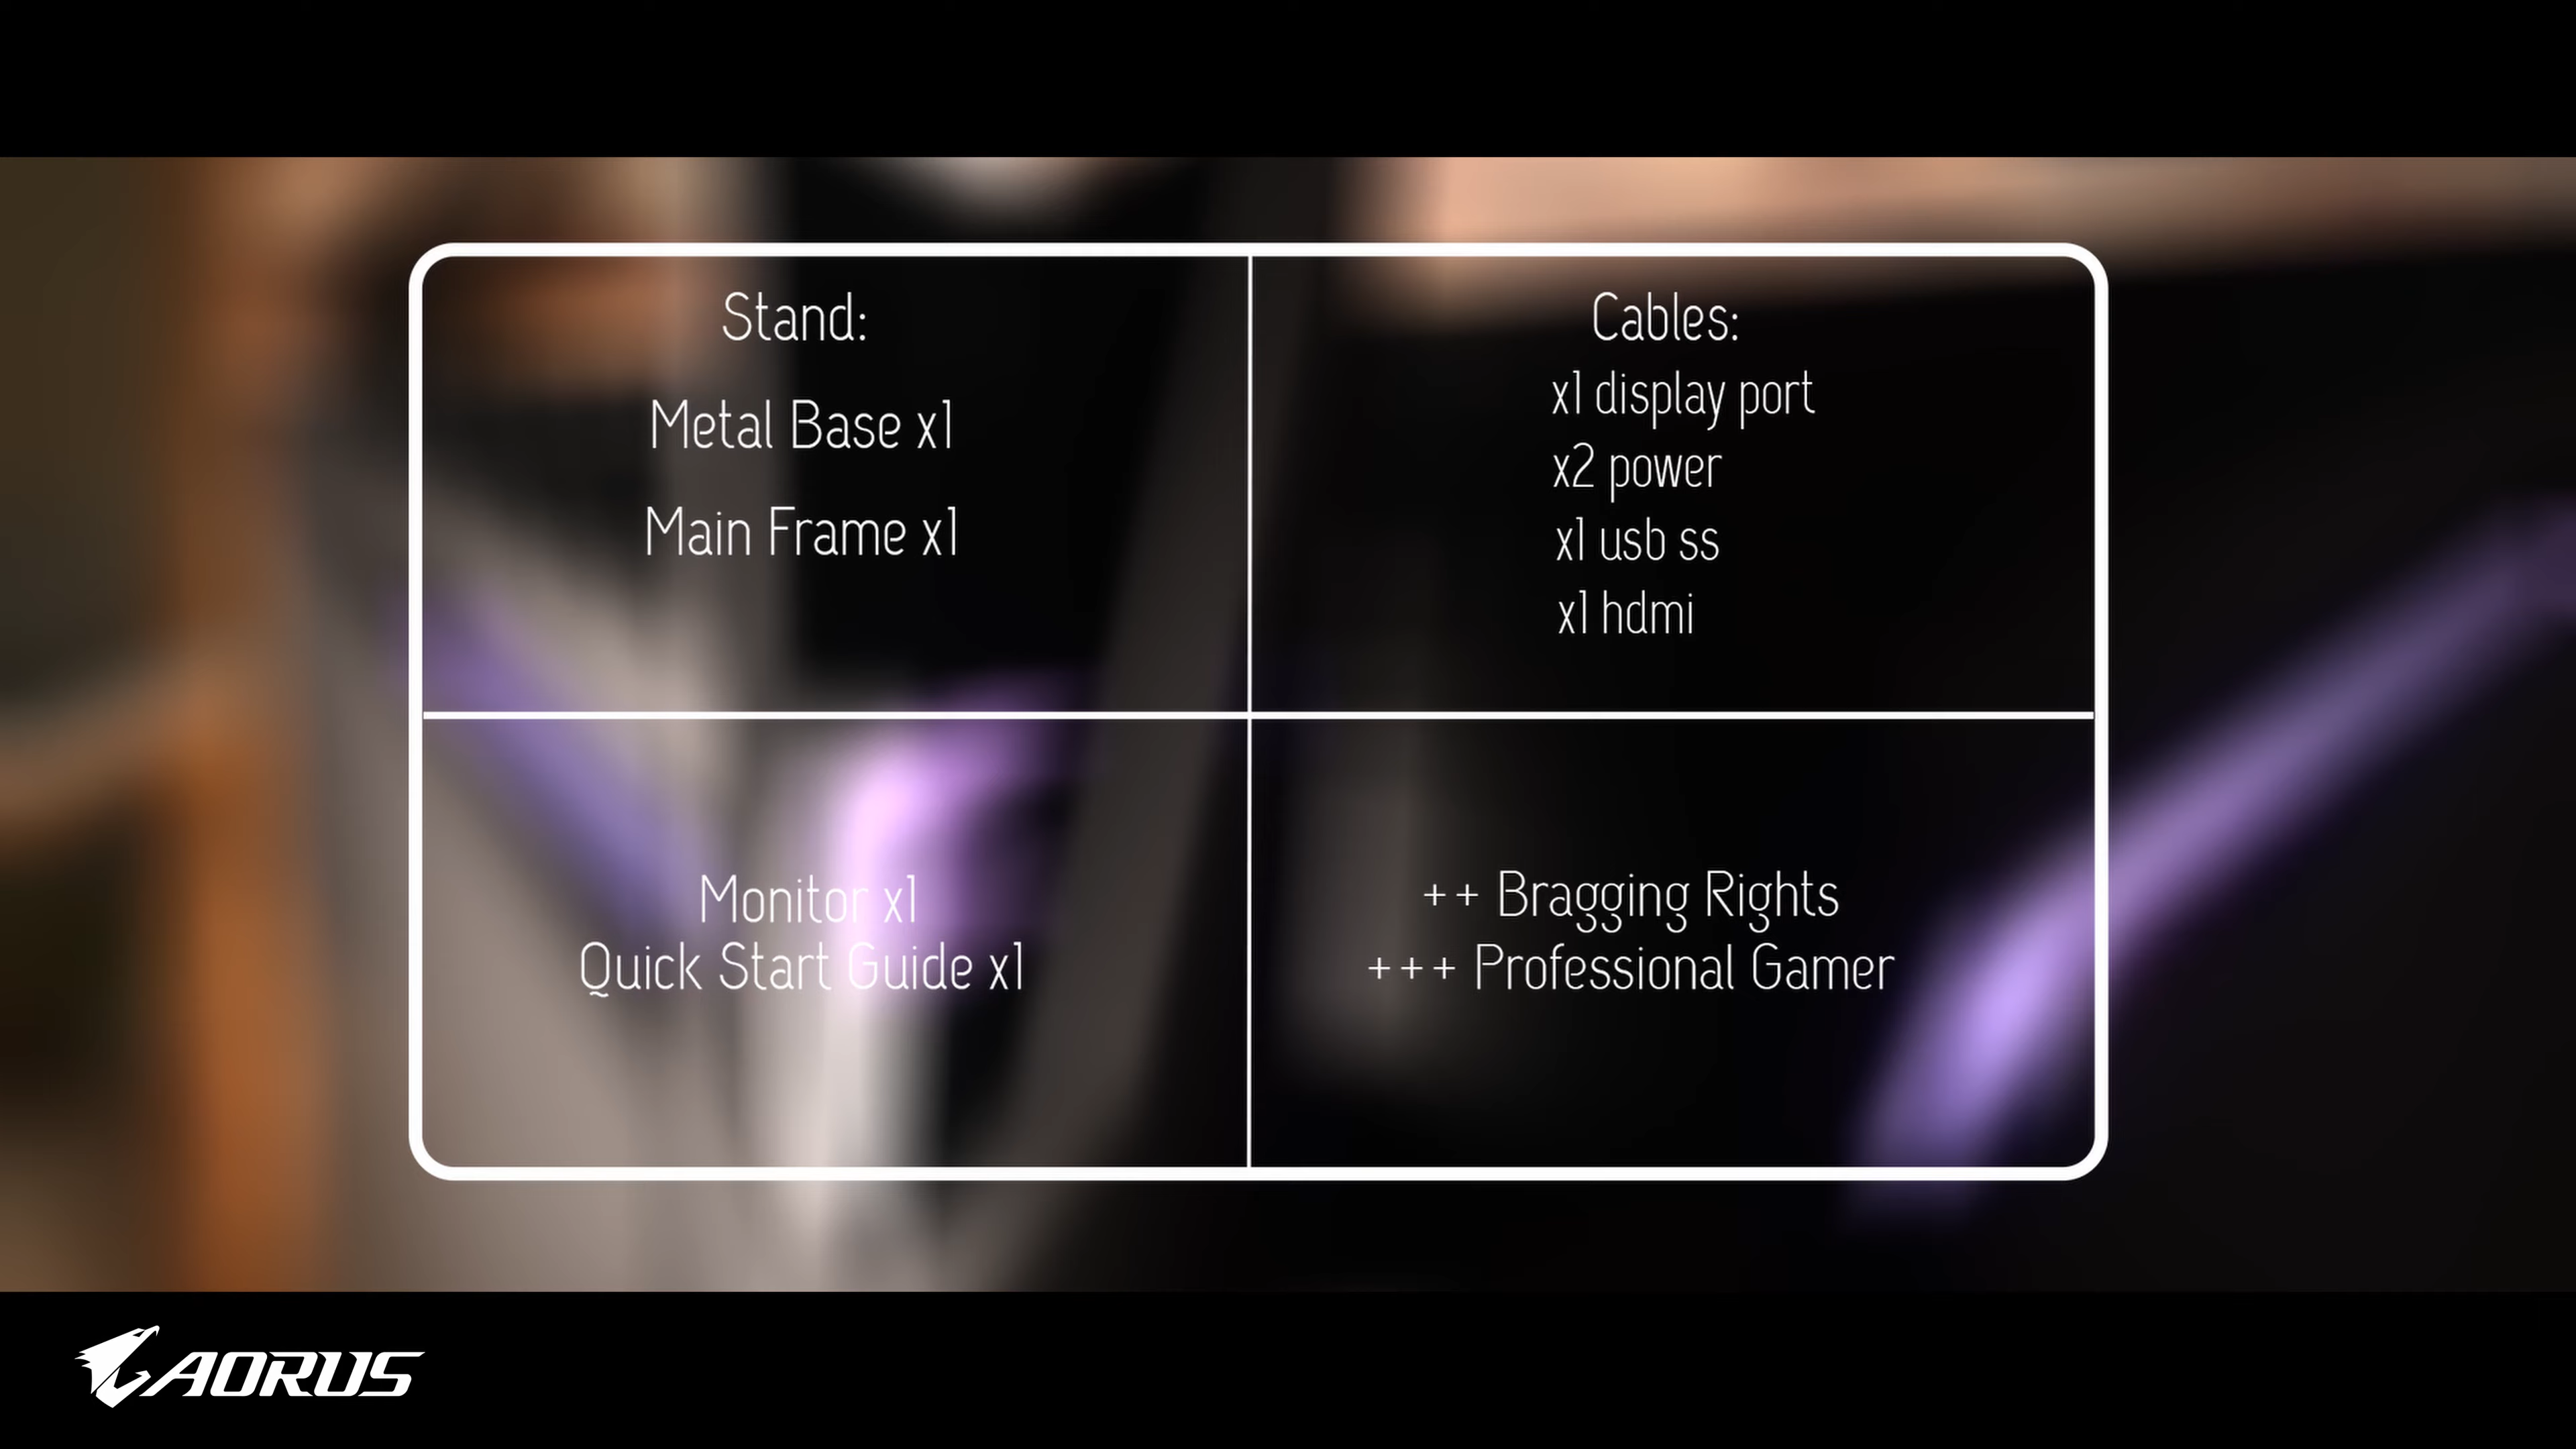 Stand:
Metal Base x1
Main Frame x1
Cables:
x1 display port
x2 power
x1 usb ss
x1 hdmi
Monitor x1
Quick Start Guide x1
++ Bragging Rights
+++ Professional Gamer
AORUS